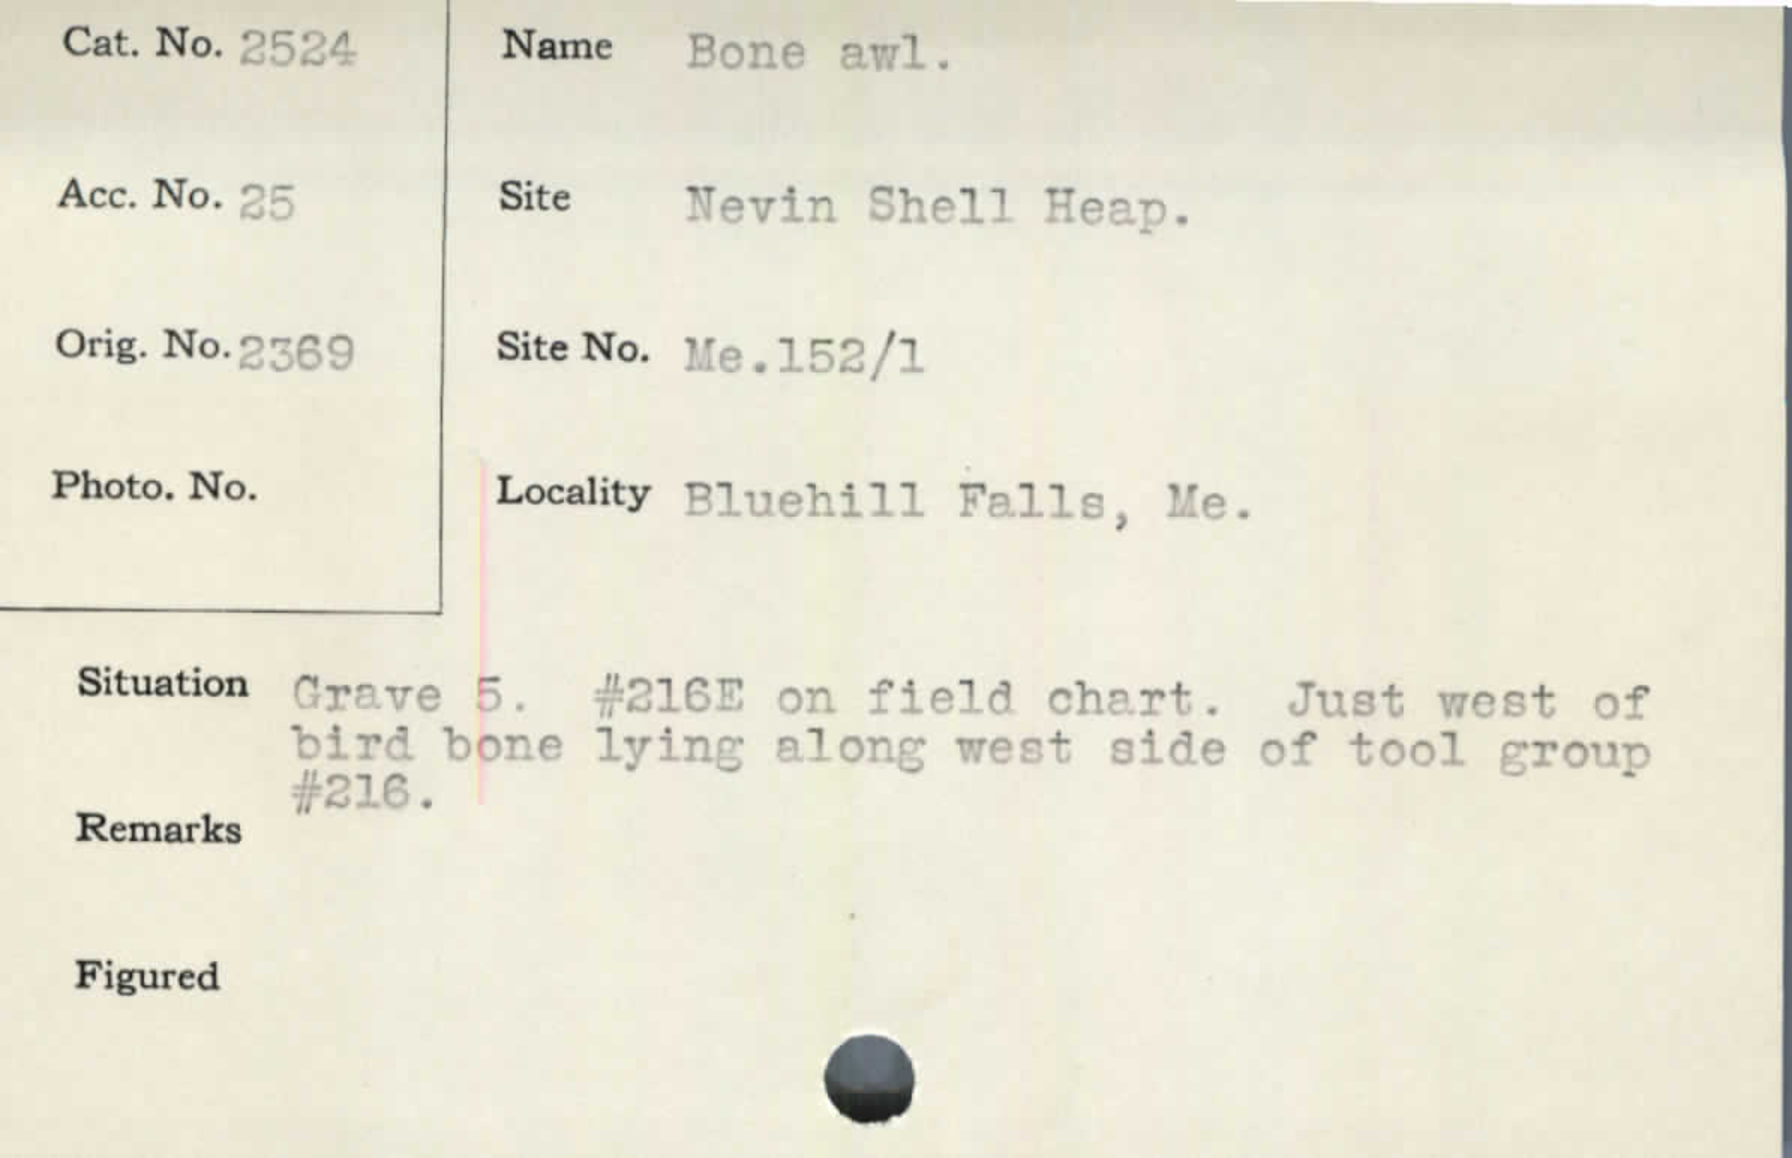 Cat. No. 2524
Name Bone awl.
Acc. No. 25
Site Nevin Shell Heap.
Orig. No. 2369
Site No. Me.152/1
Photo. No.
Locality Bluehill Falls, Me.
Situation Grave 5. #216E on field chart. Just west of
bird bone lying along west side of tool group
#216.
Remarks
Figured